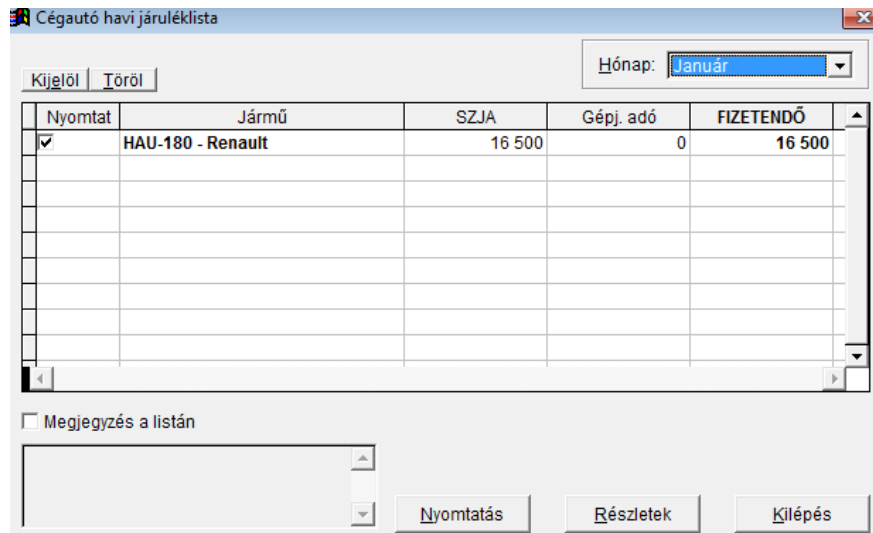 Cégautó havi járuléklista
Hónap: Január
Kijelöl Töröl
Nyomtat Jármű SZJA Gépj. adó FIZETENDŐ
HAU-180 - Renault 16 500 0 16 500
Megjegyzés a listán
Nyomtatás Részletek Kilépés